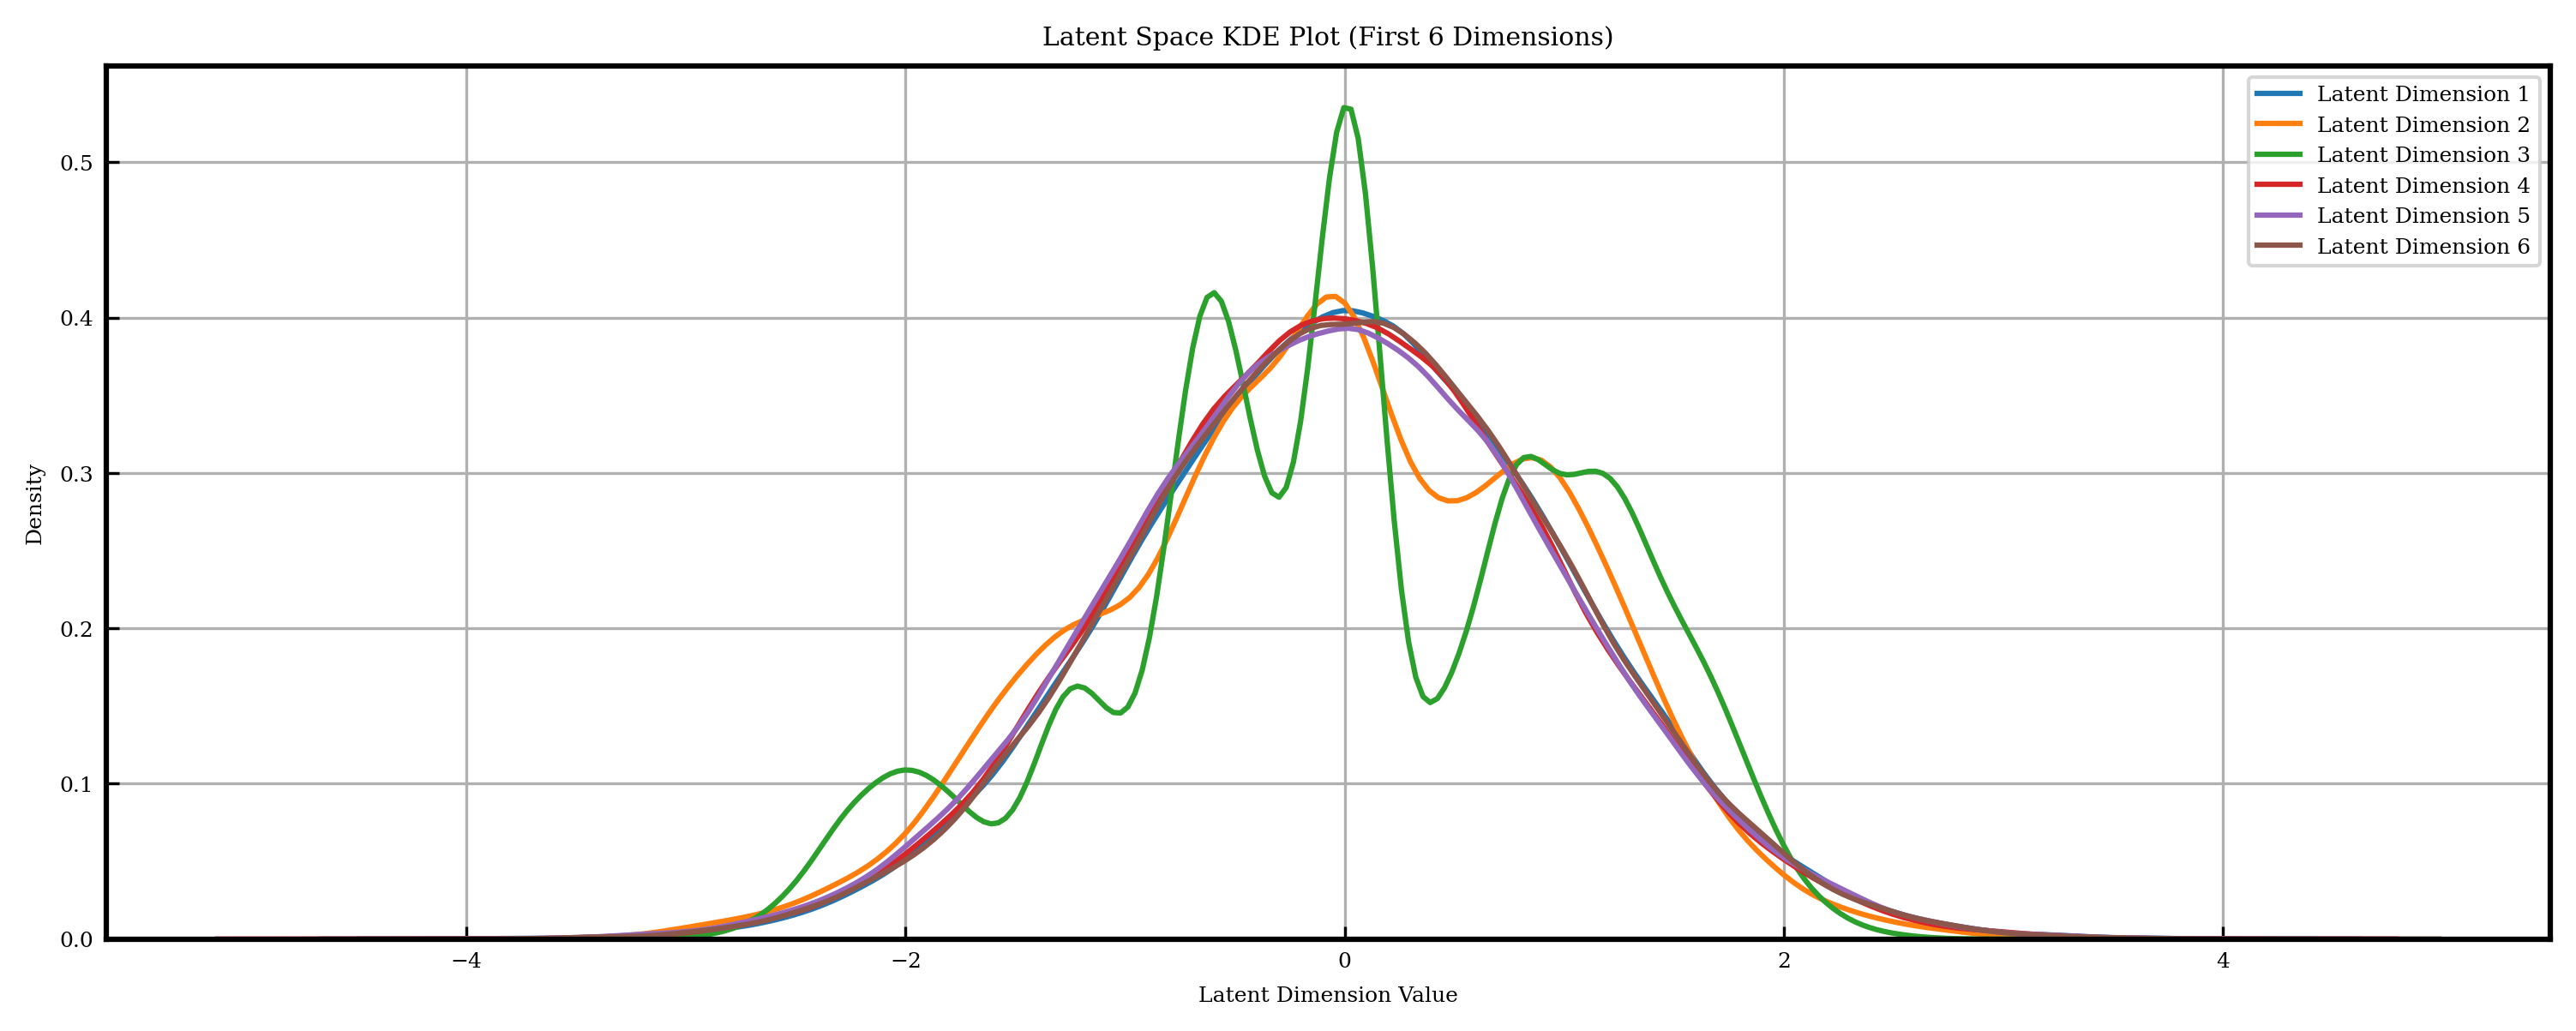 Latent Space KDE Plot (First 6 Dimensions)
Latent Dimension 1
Latent Dimension 2
Latent Dimension 3
Latent Dimension 4
Latent Dimension 5
Latent Dimension 6
Density
0.5
0.4
0.3
0.2
0.1
0.0
−4 −2 0 2 4
Latent Dimension Value